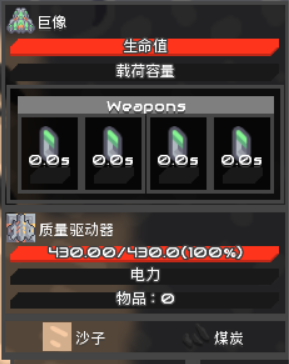 巨像
生命值
载荷容量
Weapons
0.0s 0.0s 0.0s 0.0s
质量驱动器
430.00/430.0(100%)
电力
物品：0
沙子 煤炭